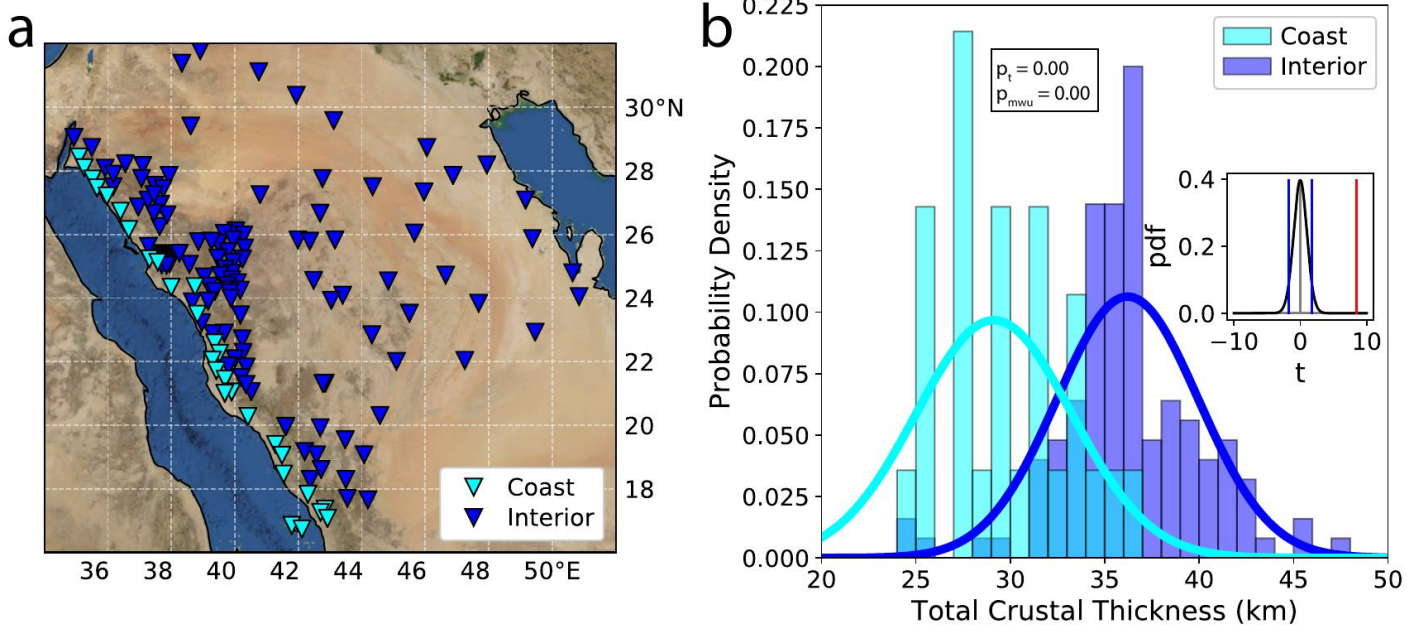 a
30°N
28
26
24
22
20
18
36 38 40 42 44 46 48 50°E
Coast
Interior
b
0.225
0.200
0.175
0.150
0.125
0.100
0.075
0.050
0.025
0.000
Probability Density
20 25 30 35 40 45 50
Total Crustal Thickness (km)
pt = 0.00
pmwu = 0.00
Coast
Interior
0.4
0.2
0.0
pdf
−10 0 10
t